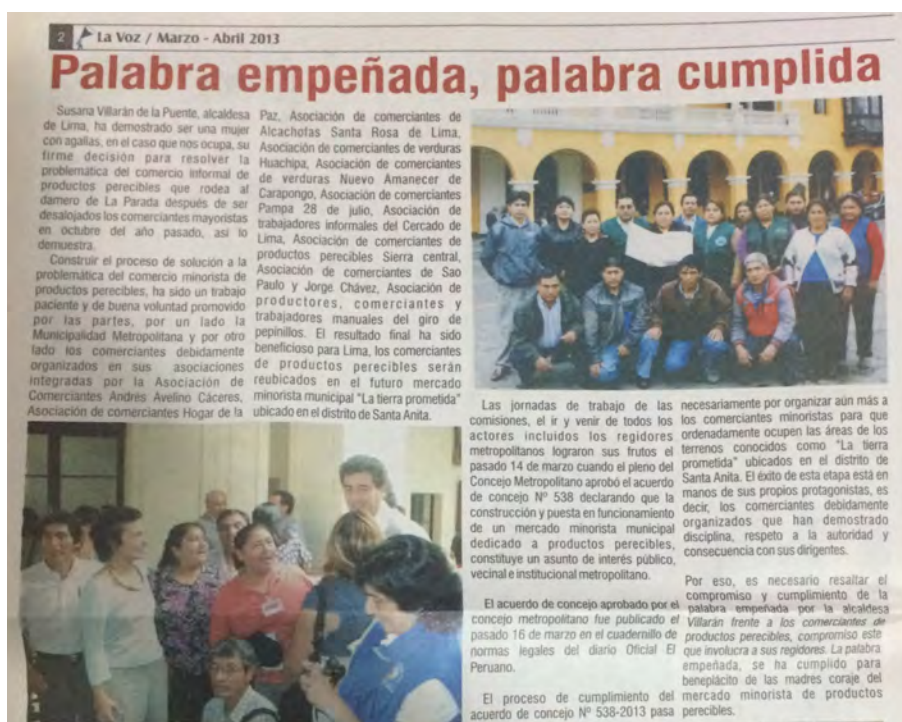 2 La Voz / Marzo - Abril 2013
Palabra empeñada, palabra cumplida
Susana Villarán de la Puente, alcaldesa
de Lima, ha demostrado ser una mujer
con agallas, en el caso que nos ocupa, su
firme decisión para resolver la
problemática del comercio informal de
productos perecibles que rodea al
damero de La Parada después de ser
desalojados los comerciantes mayoristas
en octubre del año pasado, así lo
demuestra.
Construir el proceso de solución a la
problemática del comercio minorista de
productos perecibles, ha sido un trabajo
paciente y de buena voluntad promovido
por las partes, por un lado la
Municipalidad Metropolitana y por otro
lado los comerciantes debidamente
organizados en sus asociaciones
integradas por la Asociación de
Comerciantes Andrés Avelino Cáceres,
Asociación de comerciantes Hogar de la
Paz, Asociación de comerciantes de
Alcachofas Santa Rosa de Lima,
Asociación de comerciantes de verduras
Huachipa, Asociación de comerciantes
de verduras Nuevo Amanecer de
Carapongo, Asociación de comerciantes
Pampa 28 de julio, Asociación de
trabajadores informales del Cercado de
Lima, Asociación de comerciantes de
productos perecibles Sierra central,
Asociación de comerciantes de Sao
Paulo y Jorge Chávez, Asociación de
productores, comerciantes y
trabajadores manuales del giro de
pepinillos. El resultado final ha sido
beneficioso para Lima, los comerciantes
de productos perecibles serán
reubicados en el futuro mercado
minorista municipal "La tierra prometida"
ubicado en el distrito de Santa Anita.
Las jornadas de trabajo de las
comisiones, el ir y venir de todos los
actores incluidos los regidores
metropolitanos lograron sus frutos el
pasado 14 de marzo cuando el pleno del
Concejo Metropolitano aprobó el acuerdo
de concejo Nº 538 declarando que la
construcción y puesta en funcionamiento
de un mercado minorista municipal
dedicado a productos perecibles,
constituye un asunto de interés público,
vecinal e institucional metropolitano.
El acuerdo de concejo aprobado por el
concejo metropolitano fue publicado el
pasado 16 de marzo en el cuadernillo de
normas legales del diario Oficial El
Peruano.
El proceso de cumplimiento del
acuerdo de concejo Nº 538-2013 pasa
necesariamente por organizar aún más a
los comerciantes minoristas para que
ordenadamente ocupen las áreas de los
terrenos conocidos como "La tierra
prometida" ubicados en el distrito de
Santa Anita. El éxito de esta etapa está en
manos de sus propios protagonistas, es
decir, los comerciantes debidamente
organizados que han demostrado
disciplina, respeto a la autoridad y
consecuencia con sus dirigentes.
Por eso, es necesario resaltar el
compromiso y cumplimiento de la
palabra empeñada por la alcaldesa
Villarán frente a los comerciantes de
productos perecibles, compromiso este
que involucra a sus regidores. La palabra
empeñada, se ha cumplido para
beneplácito de las madres coraje del
mercado minorista de productos
perecibles.